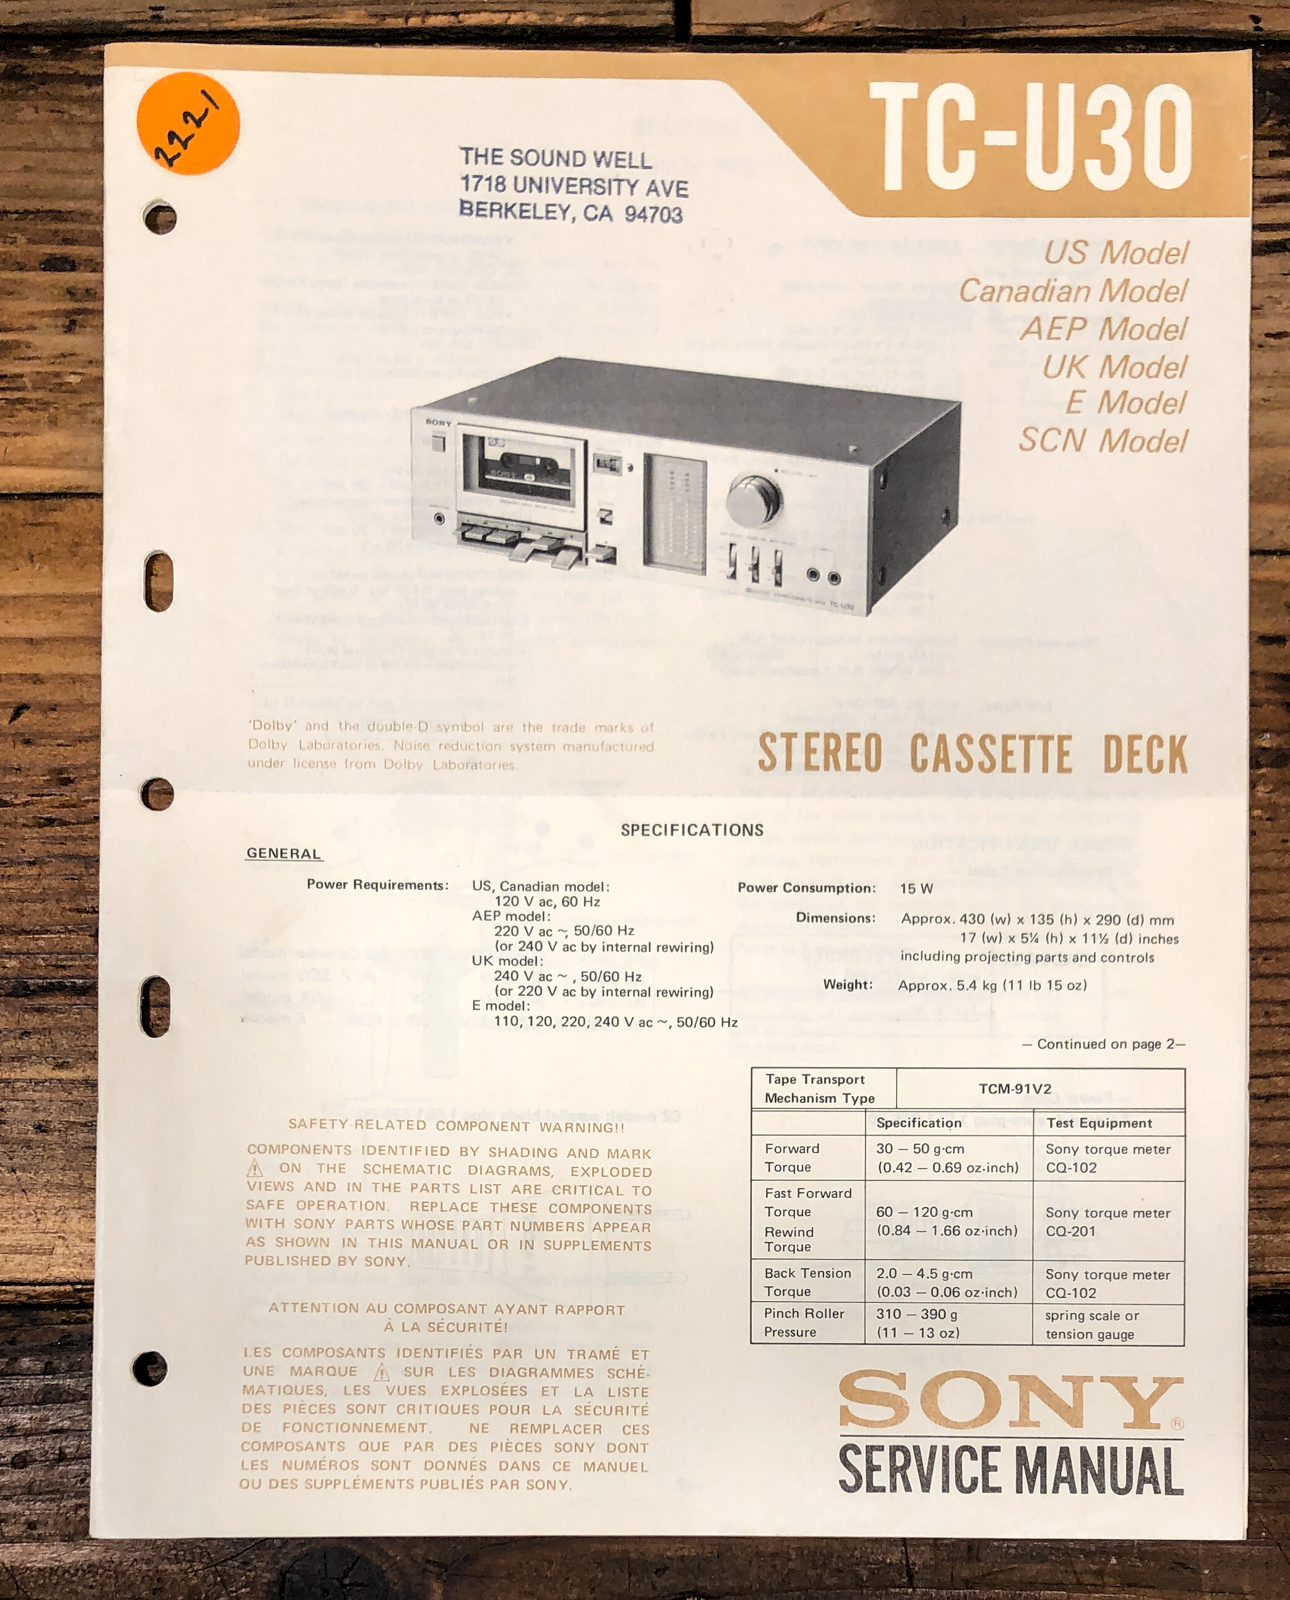 2221
THE SOUND WELL
1718 UNIVERSITY AVE
BERKELEY, CA 94703
TC-U30
US Model
Canadian Model
AEP Model
UK Model
E Model
SCN Model
SONY
TC-U30
'Dolby' and the double-D symbol are the trade marks of
Dolby Laboratories. Noise reduction system manufactured
under license from Dolby Laboratories.
STEREO CASSETTE DECK
SPECIFICATIONS
GENERAL
Power Requirements:
US, Canadian model:
120 V ac, 60 Hz
AEP model:
220 V ac ~, 50/60 Hz
(or 240 V ac by internal rewiring)
UK model:
240 V ac ~ , 50/60 Hz
(or 220 V ac by internal rewiring)
E model:
110, 120, 220, 240 V ac ~, 50/60 Hz
Power Consumption: 15 W
Dimensions: Approx. 430 (w) x 135 (h) x 290 (d) mm
17 (w) x 5¼ (h) x 11½ (d) inches
including projecting parts and controls
Weight: Approx. 5.4 kg (11 lb 15 oz)
— Continued on page 2—
Tape Transport
Mechanism Type
TCM-91V2
Specification Test Equipment
Forward
Torque
30 — 50 g·cm
(0.42 — 0.69 oz·inch)
Sony torque meter
CQ-102
Fast Forward
Torque
Rewind
Torque
60 — 120 g·cm
(0.84 — 1.66 oz·inch)
Sony torque meter
CQ-201
Back Tension
Torque
2.0 — 4.5 g·cm
(0.03 — 0.06 oz·inch)
Sony torque meter
CQ-102
Pinch Roller
Pressure
310 — 390 g
(11 — 13 oz)
spring scale or
tension gauge
SAFETY-RELATED COMPONENT WARNING!!
COMPONENTS IDENTIFIED BY SHADING AND MARK
⚠ ON THE SCHEMATIC DIAGRAMS, EXPLODED
VIEWS AND IN THE PARTS LIST ARE CRITICAL TO
SAFE OPERATION. REPLACE THESE COMPONENTS
WITH SONY PARTS WHOSE PART NUMBERS APPEAR
AS SHOWN IN THIS MANUAL OR IN SUPPLEMENTS
PUBLISHED BY SONY.
ATTENTION AU COMPOSANT AYANT RAPPORT
À LA SÉCURITÉ!
LES COMPOSANTS IDENTIFIÉS PAR UN TRAMÉ ET
UNE MARQUE ⚠ SUR LES DIAGRAMMES SCHÉ-
MATIQUES, LES VUES EXPLOSÉES ET LA LISTE
DES PIÈCES SONT CRITIQUES POUR LA SÉCURITÉ
DE FONCTIONNEMENT. NE REMPLACER CES
COMPOSANTS QUE PAR DES PIÈCES SONY DONT
LES NUMÉROS SONT DONNÉS DANS CE MANUEL
OU DES SUPPLÉMENTS PUBLIÉS PAR SONY.
SONY®
SERVICE MANUAL